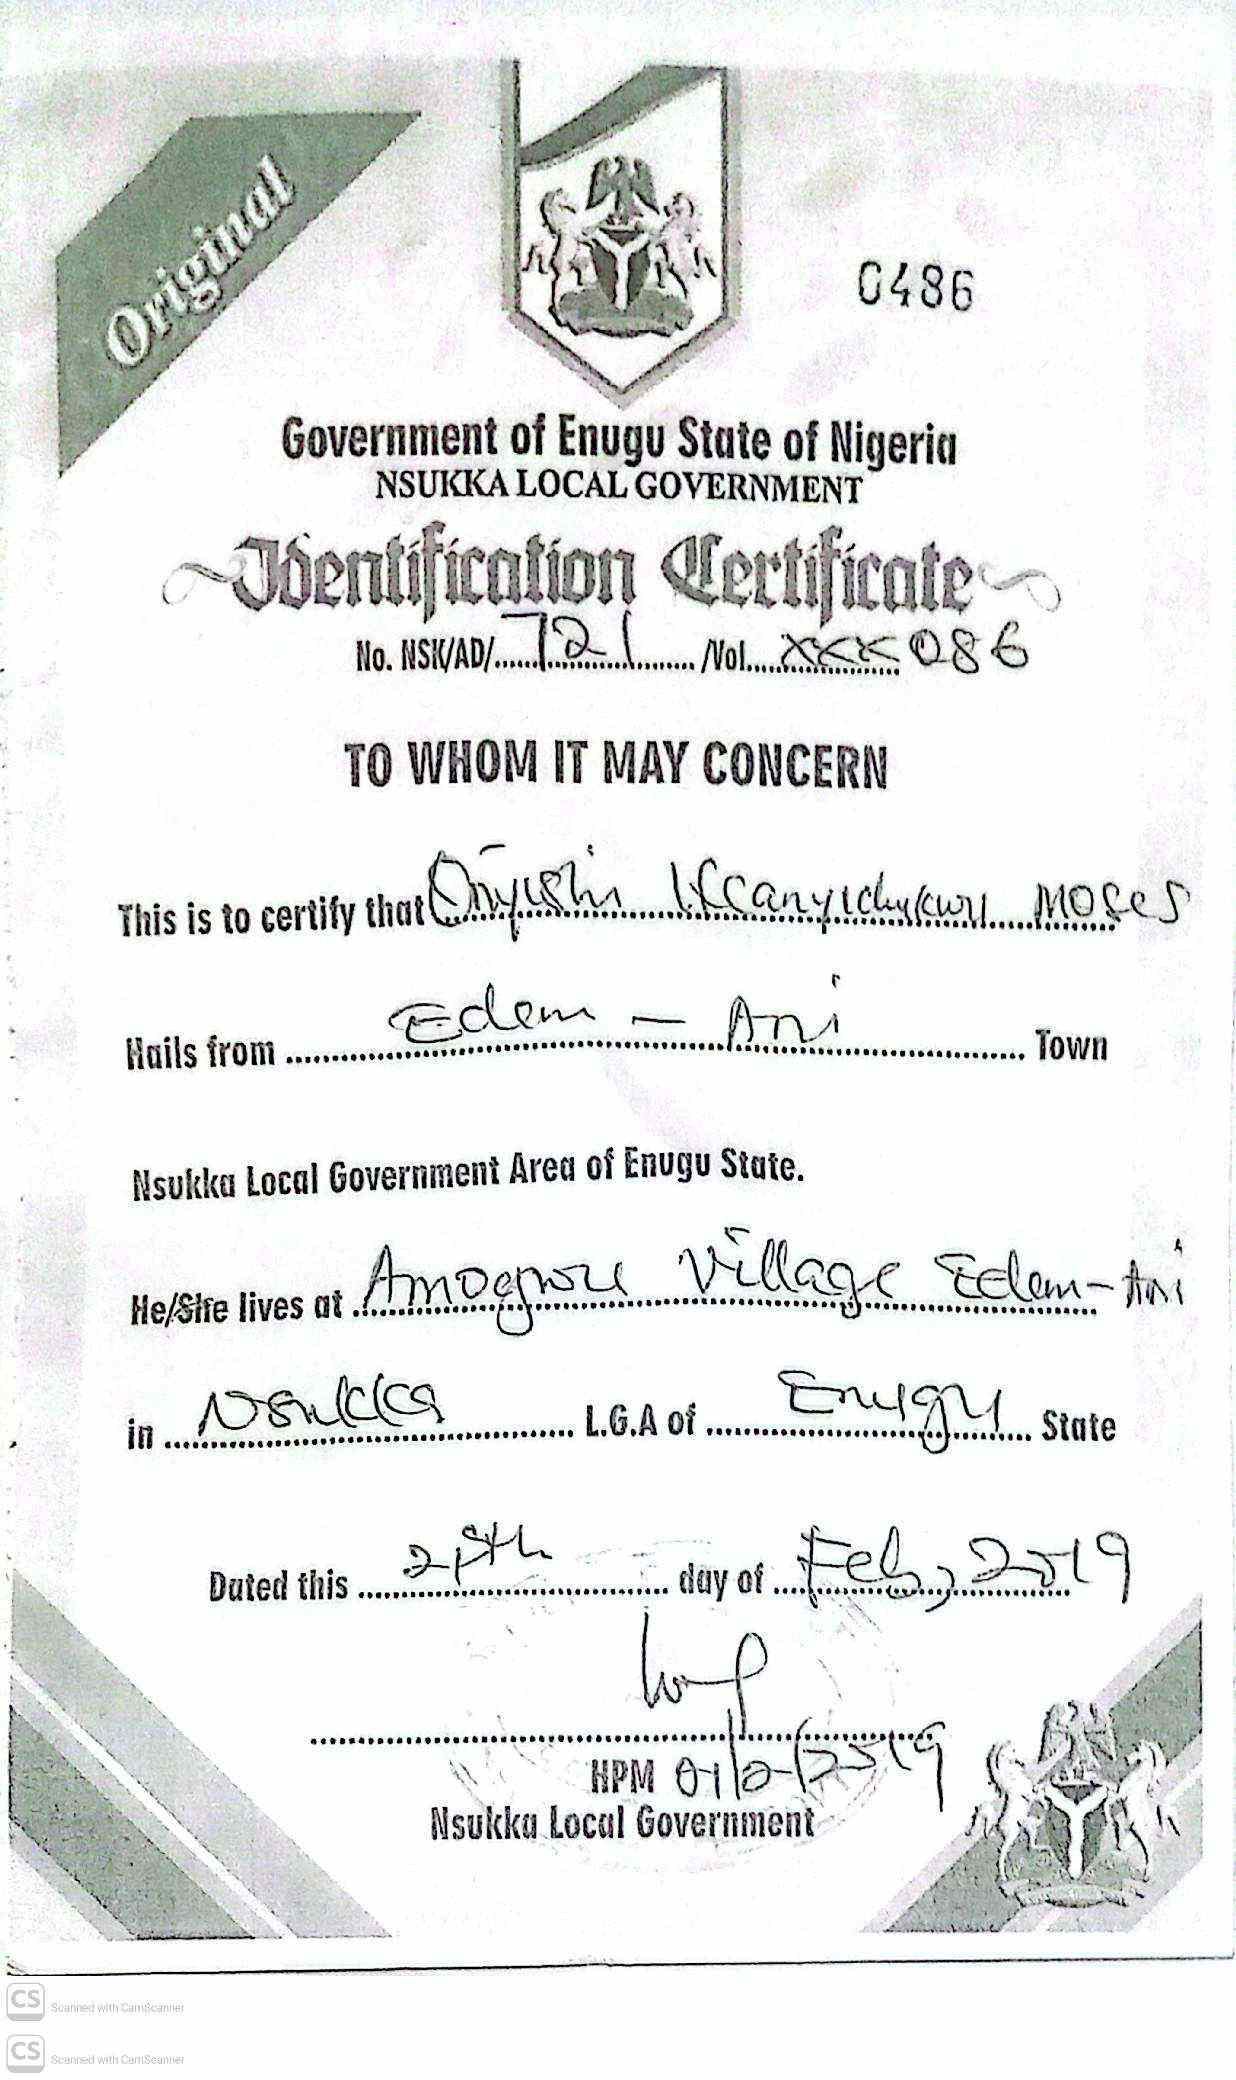 Original
0486
Government of Enugu State of Nigeria
NSUKKA LOCAL GOVERNMENT
Identification Certificate
No. NSK/AD/.....721......../Vol....xxx 086
TO WHOM IT MAY CONCERN
This is to certify that Onyishi Ifeanyichukwu Moses
Hails from ........Edem - Ani........ Town
Nsukka Local Government Area of Enugu State.
He/She lives at Amogwu Village Edem-Ani
in ....Nsukka........ L.G.A of ....Enugu.... State
Dated this ....21sth........ day of ....Feb, 2019
HPM 01/2/2019
Nsukka Local Government
CS Scanned with CamScanner
CS Scanned with CamScanner